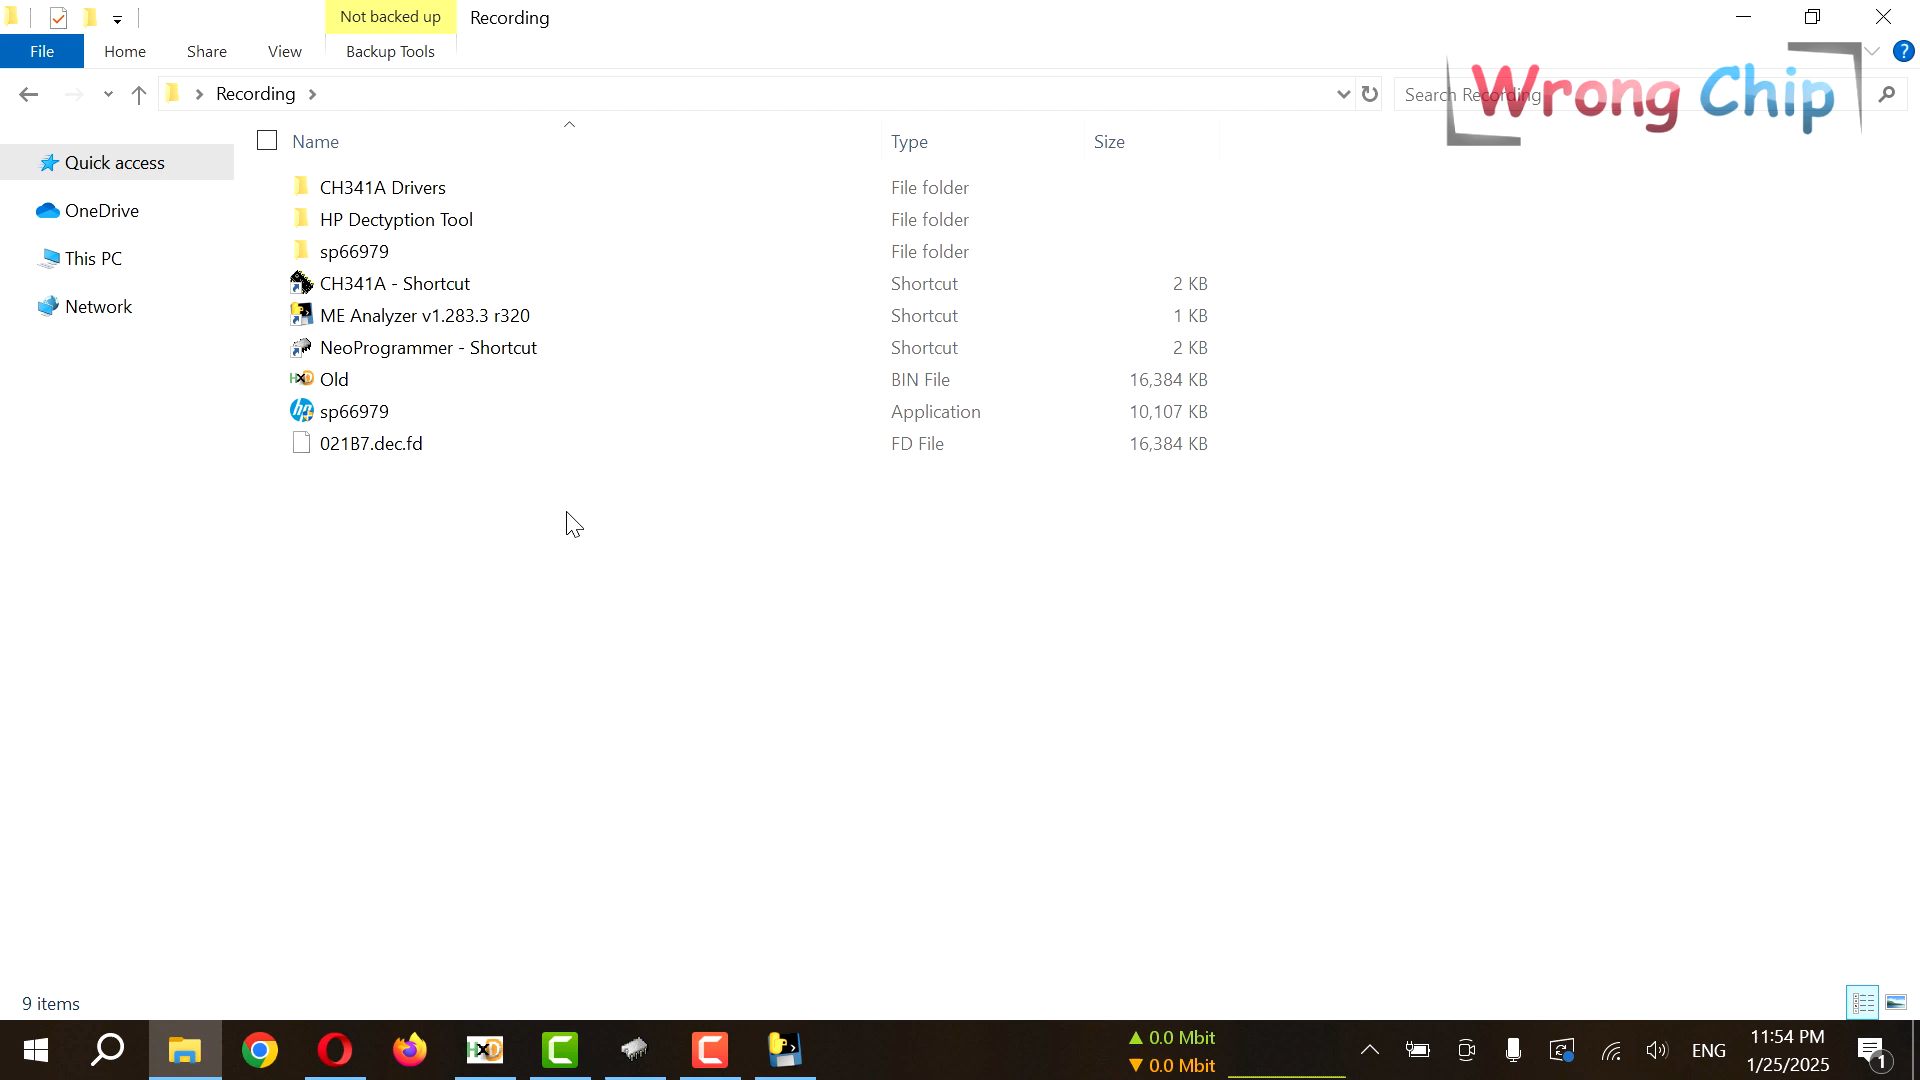 Not backed up
Recording
File
Home
Share
View
Backup Tools
Recording
Search Recording
Wrong Chip
Name
Type
Size
Quick access
OneDrive
This PC
Network
CH341A Drivers File folder
HP Dectyption Tool File folder
sp66979 File folder
CH341A - Shortcut Shortcut 2 KB
ME Analyzer v1.283.3 r320 Shortcut 1 KB
NeoProgrammer - Shortcut Shortcut 2 KB
Old BIN File 16,384 KB
sp66979 Application 10,107 KB
021B7.dec.fd FD File 16,384 KB
9 items
0.0 Mbit
0.0 Mbit
ENG
11:54 PM
1/25/2025
1